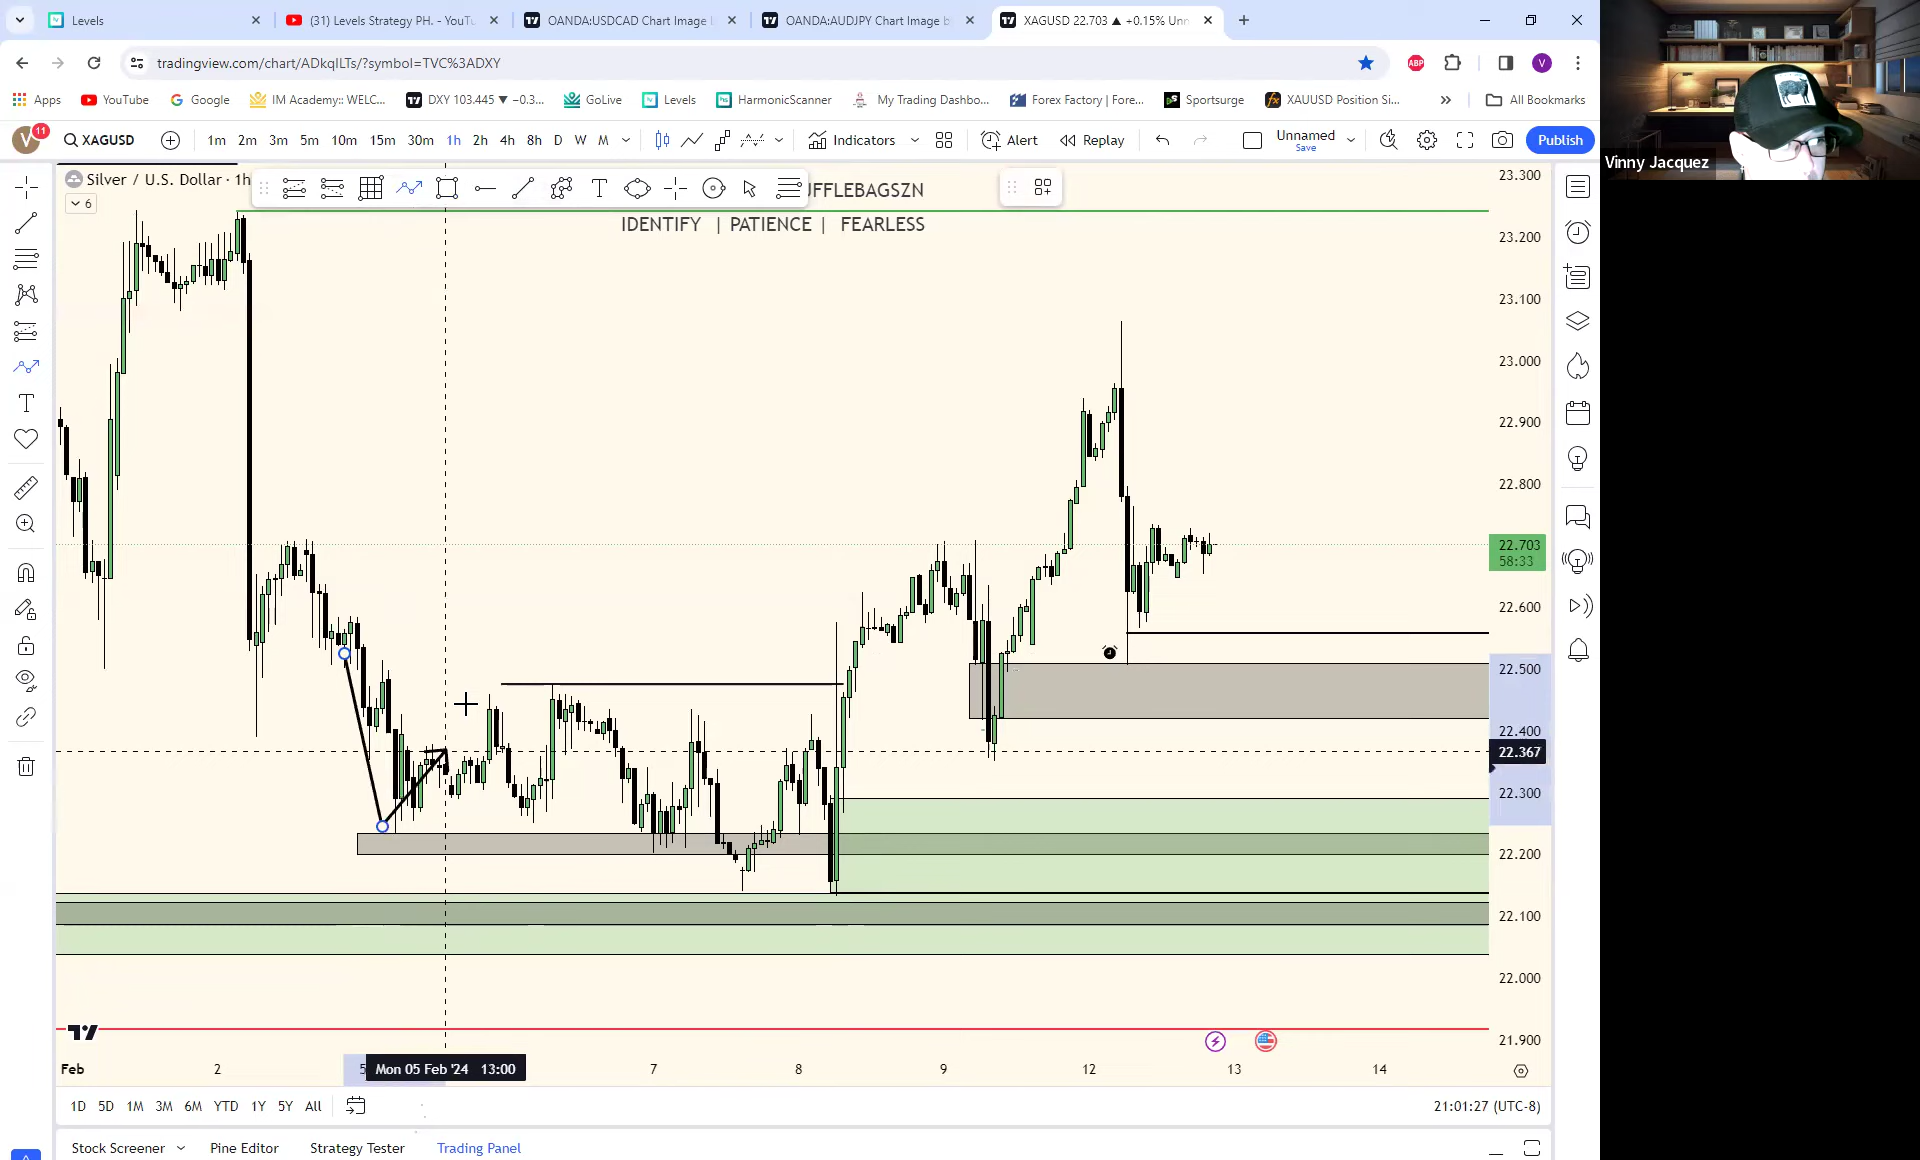 Levels
(31) Levels Strategy PH. - YouTu
OANDA:USDCAD Chart Image
OANDA:AUDJPY Chart Image b
XAGUSD 22.703 ▲ +0.15% Unn
tradingview.com/chart/ADkqILTs/?symbol=TVC%3ADXY
ABP
V
Apps
YouTube
Google
IM Academy:: WELC...
DXY 103.445 ▼ −0.3...
GoLive
Levels
HarmonicScanner
My Trading Dashbo...
Forex Factory | Fore...
Sportsurge
XAUUSD Position Si...
All Bookmarks
V
11
XAGUSD
1m 2m 3m 5m 10m 15m 30m 1h 2h 4h 8h D W M
Indicators
Alert
Replay
Unnamed
Save
Publish
Vinny Jacquez
Silver / U.S. Dollar · 1h
6
UFFLEBAGSZN
IDENTIFY | PATIENCE | FEARLESS
23.300
23.200
23.100
23.000
22.900
22.800
22.703
58:33
22.600
22.500
22.400
22.367
22.300
22.200
22.100
22.000
21.900
Feb 2 5 Mon 05 Feb '24 13:00 7 8 9 12 13 14
1D 5D 1M 3M 6M YTD 1Y 5Y All
21:01:27 (UTC-8)
Stock Screener
Pine Editor
Strategy Tester
Trading Panel